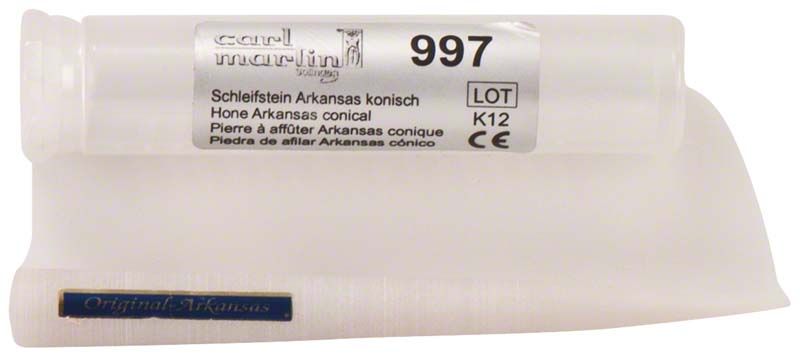 carl
martin
solingen
997
Schleifstein Arkansas konisch
Hone Arkansas conical
Pierre à affûter Arkansas conique
Piedra de afilar Arkansas cónico
LOT
K12
CE
Original-Arkansas